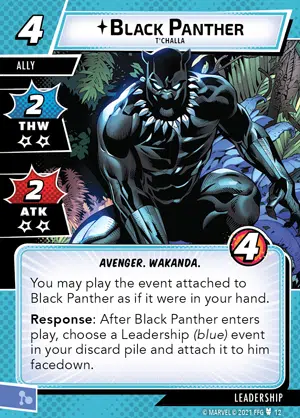 4
BLACK PANTHER
T'CHALLA
ALLY
2
THW
2
ATK
4
AVENGER. WAKANDA.
You may play the event attached to
Black Panther as if it were in your hand.
Response: After Black Panther enters
play, choose a Leadership (blue) event
in your discard pile and attach it to him
facedown.
LEADERSHIP
© MARVEL © 2021 FFG 12